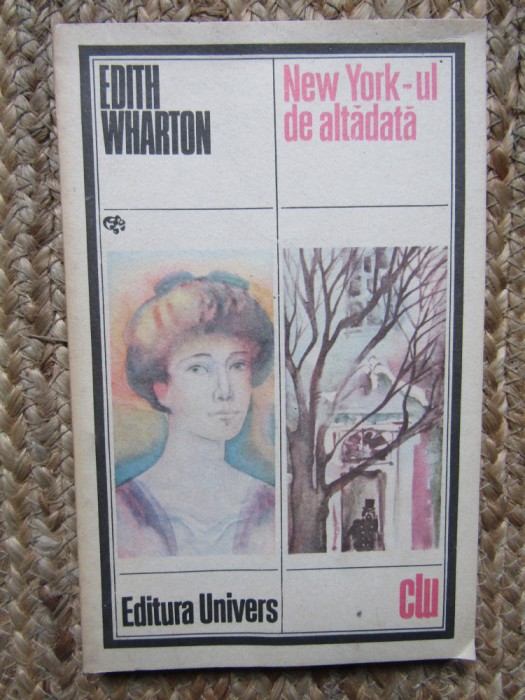 EDITH
WHARTON
New York-ul
de altădată
Editura Univers
clu